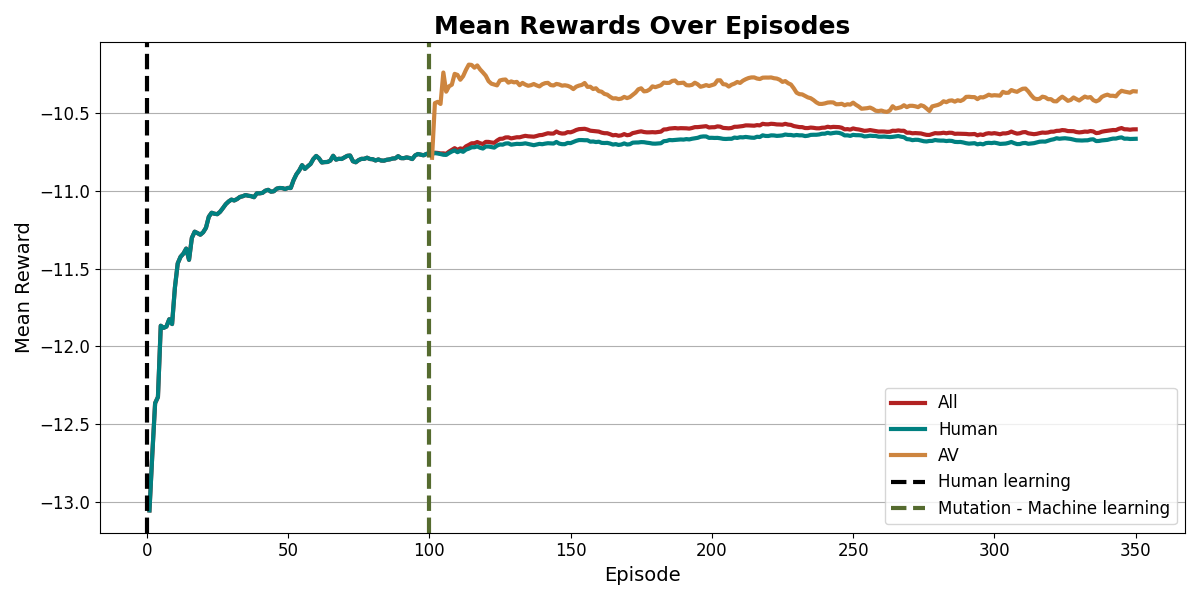 Mean Rewards Over Episodes
Mean Reward
−10.5
−11.0
−11.5
−12.0
−12.5
−13.0
0 50 100 150 200 250 300 350
Episode
All
Human
AV
Human learning
Mutation - Machine learning